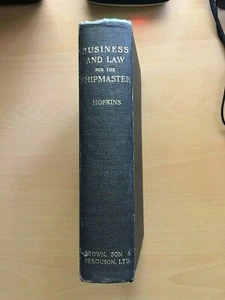 BUSINESS
AND LAW
FOR THE
SHIPMASTER
HOPKINS
BROWN, SON &
FERGUSON, LTD.